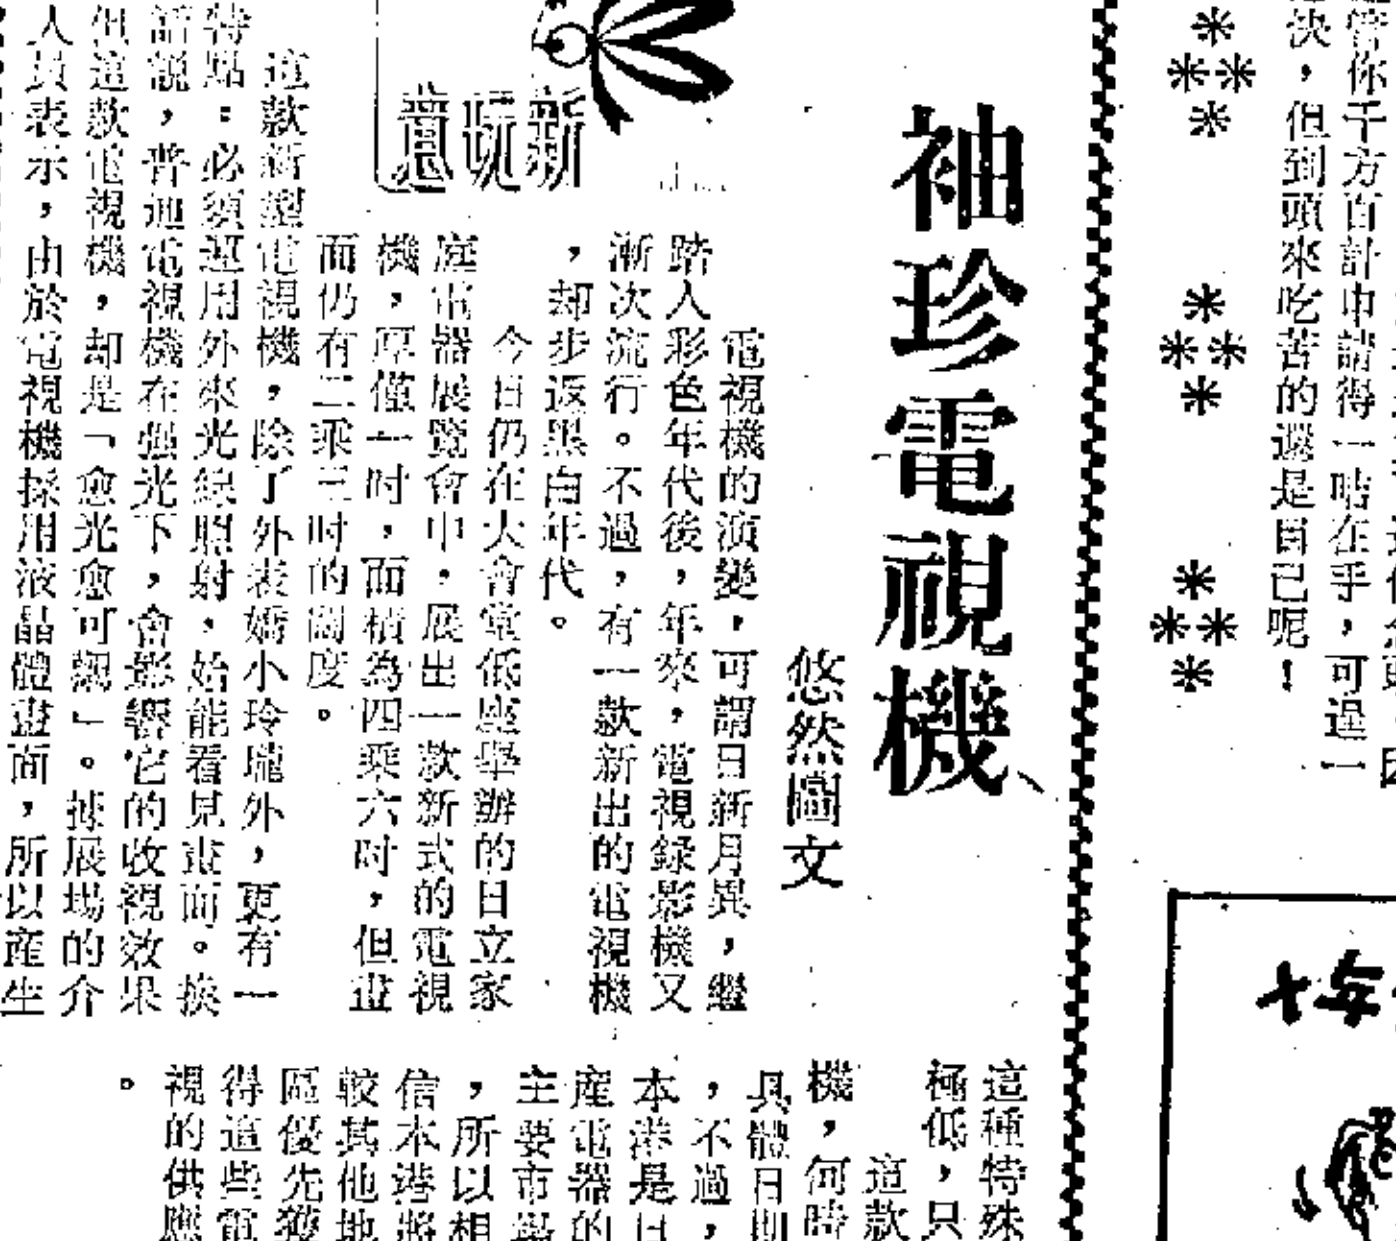 快，但到頭來吃苦的還是自己呢！
袖珍電視機
悠然圖文
新玩意
電視機的演變，可謂日新月異，繼
踏入彩色年代後，年來，電視錄影機又
漸次流行。不過，有一款新出的電視機
，却步返黑白年代。
今日仍在大會堂低座舉辦的日立家
庭電器展覽會中，展出一款新式的電視
機，厚僅一吋，面積為四乘六吋，但畫
面仍有二乘三吋的闊度。
這款新型電視機，除了外表嬌小玲瓏外，更有一
特點：必須運用外來光線照射，始能看見畫面。換
話說，普通電視機在强光下，會影響它的收視效果
但這款電視機，却是「愈光愈可觀」。據展場的介
人員表示，由於電視機採用液晶體畫面，所以產生
這種特殊
極低，只
這款
機，何時
具體日期
，不過，
本港是日
產電器的
主要市場
，所以相
信本港將
較其他地
區優先獲
得這些電
視的供應
。